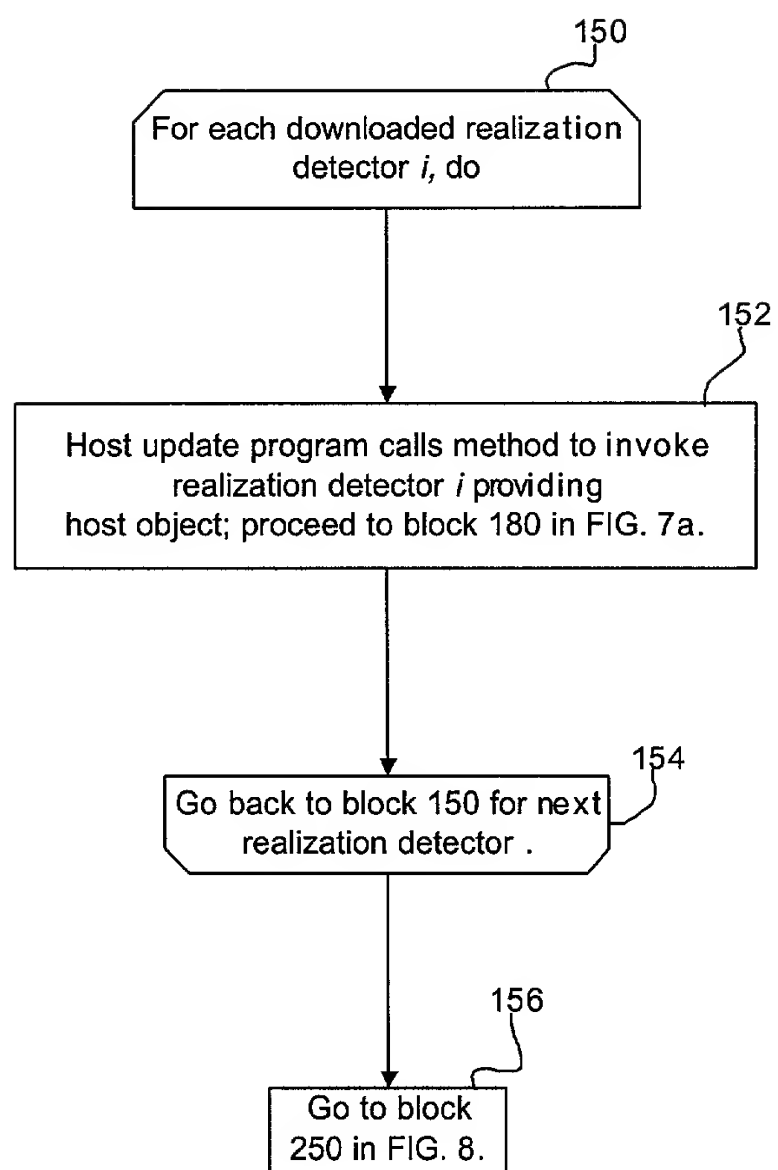 150
For each downloaded realization
detector i, do
152
Host update program calls method to invoke
realization detector i providing
host object; proceed to block 180 in FIG. 7a.
154
Go back to block 150 for next
realization detector .
156
Go to block
250 in FIG. 8.